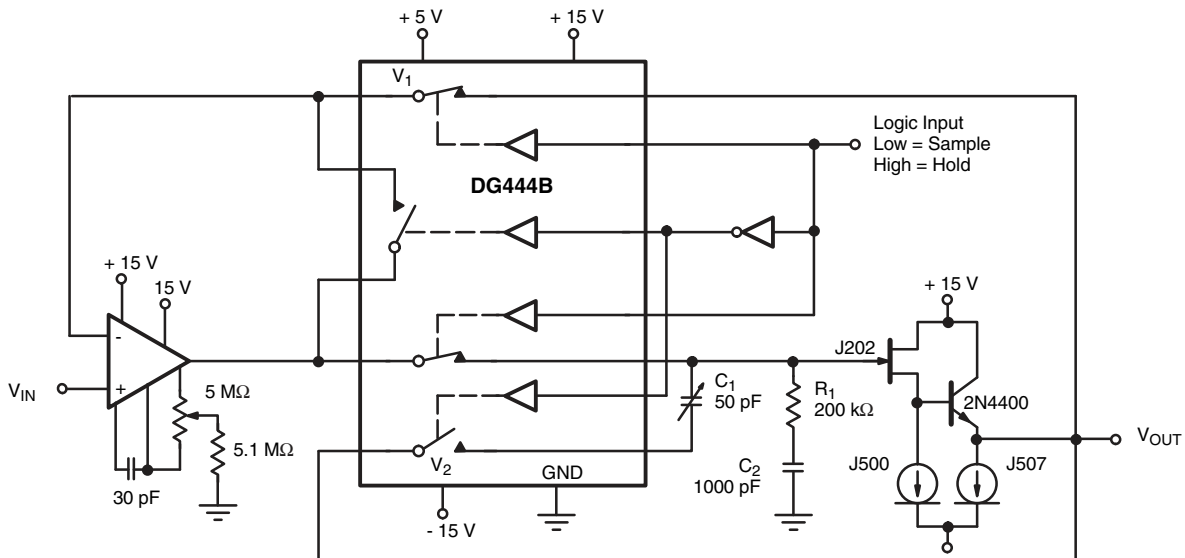 + 5 V
+ 15 V
V1
Logic Input
Low = Sample
High = Hold
DG444B
+ 15 V
15 V
-
+
VIN
5 MΩ
5.1 MΩ
30 pF
+ 15 V
J202
C1
50 pF
R1
200 kΩ
2N4400
VOUT
V2
GND
C2
1000 pF
J500
J507
- 15 V